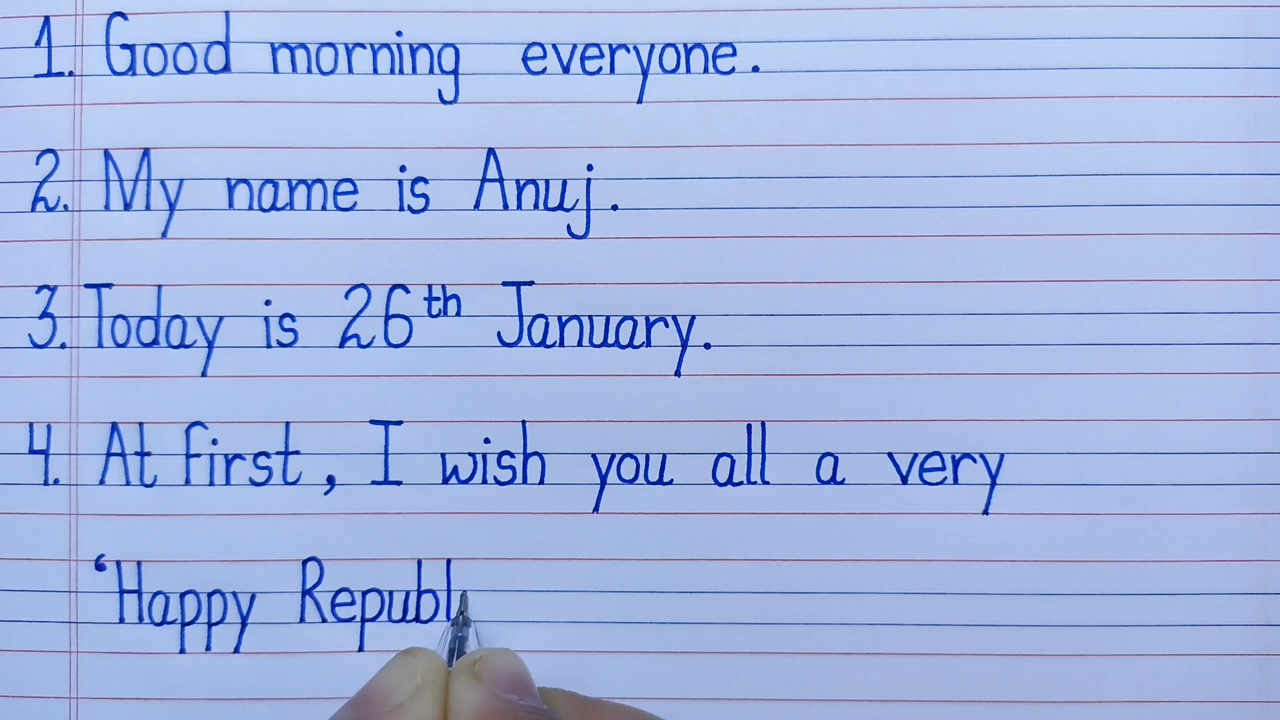 1. Good morning everyone.
2. My name is Anuj.
3. Today is 26th January.
4. At first, I wish you all a very
‘Happy Republ